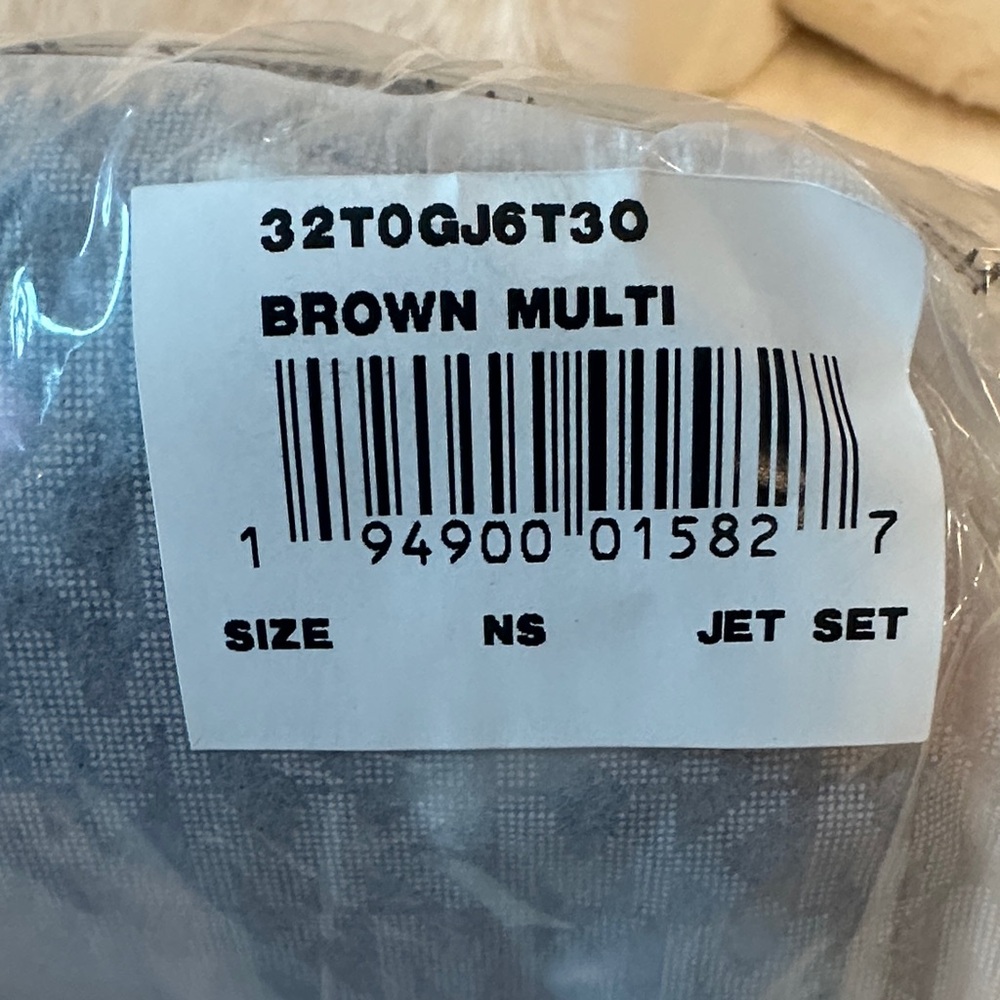 32T0GJ6T3O
BROWN MULTI
1 94900 01582 7
SIZE NS JET SET